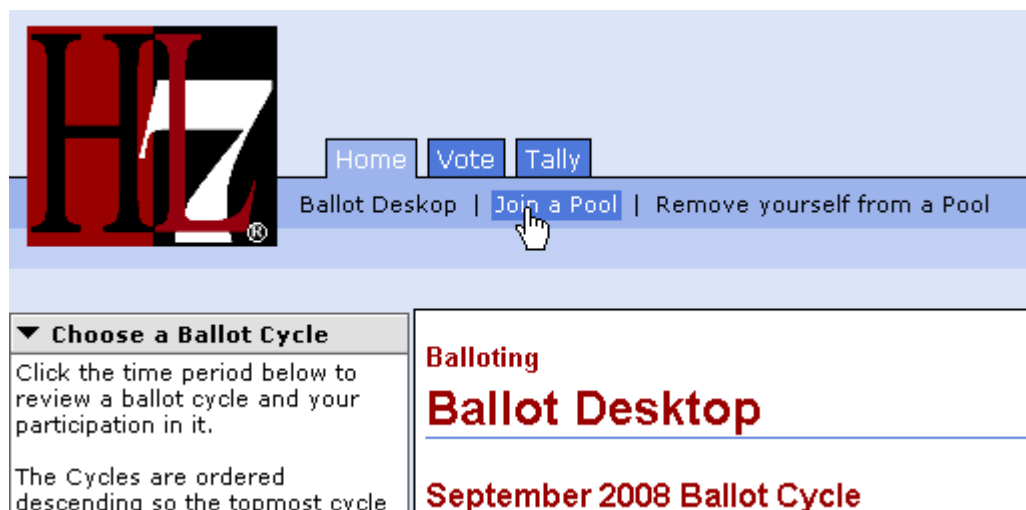 HL7®
Home Vote Tally
Ballot Deskop | Join a Pool | Remove yourself from a Pool
▼ Choose a Ballot Cycle
Click the time period below to
review a ballot cycle and your
participation in it.
The Cycles are ordered
descending so the topmost cycle
Balloting
Ballot Desktop
September 2008 Ballot Cycle